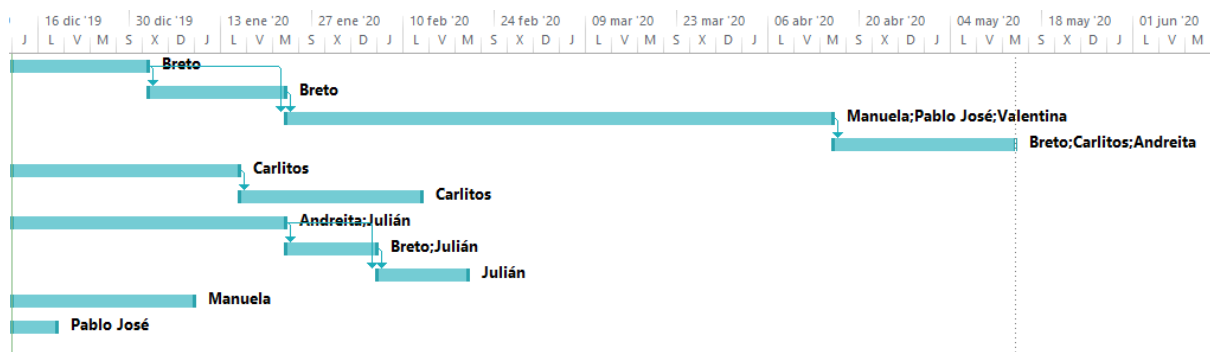 16 dic '19 30 dic '19 13 ene '20 27 ene '20 10 feb '20 24 feb '20 09 mar '20 23 mar '20 06 abr '20 20 abr '20 04 may '20 18 may '20 01 jun '20
J L V M S X D J L V M S X D J L V M S X D J L V M S X D J L V M S X D J L V M S X D J L V M
Breto
Breto
Manuela;Pablo José;Valentina
Breto;Carlitos;Andreita
Carlitos
Carlitos
Andreita;Julián
Breto;Julián
Julián
Manuela
Pablo José